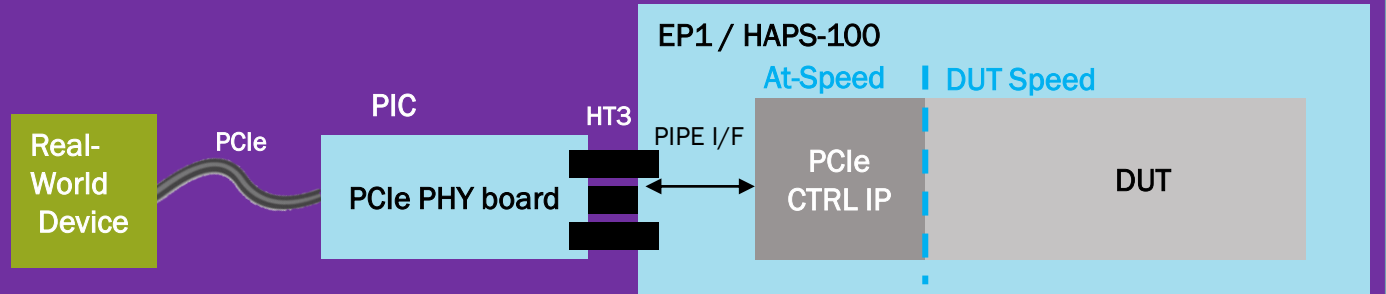 EP1 / HAPS-100
At-Speed
DUT Speed
PIC
HT3
Real-
World
Device
PCIe
PCIe PHY board
PIPE I/F
PCIe
CTRL IP
DUT